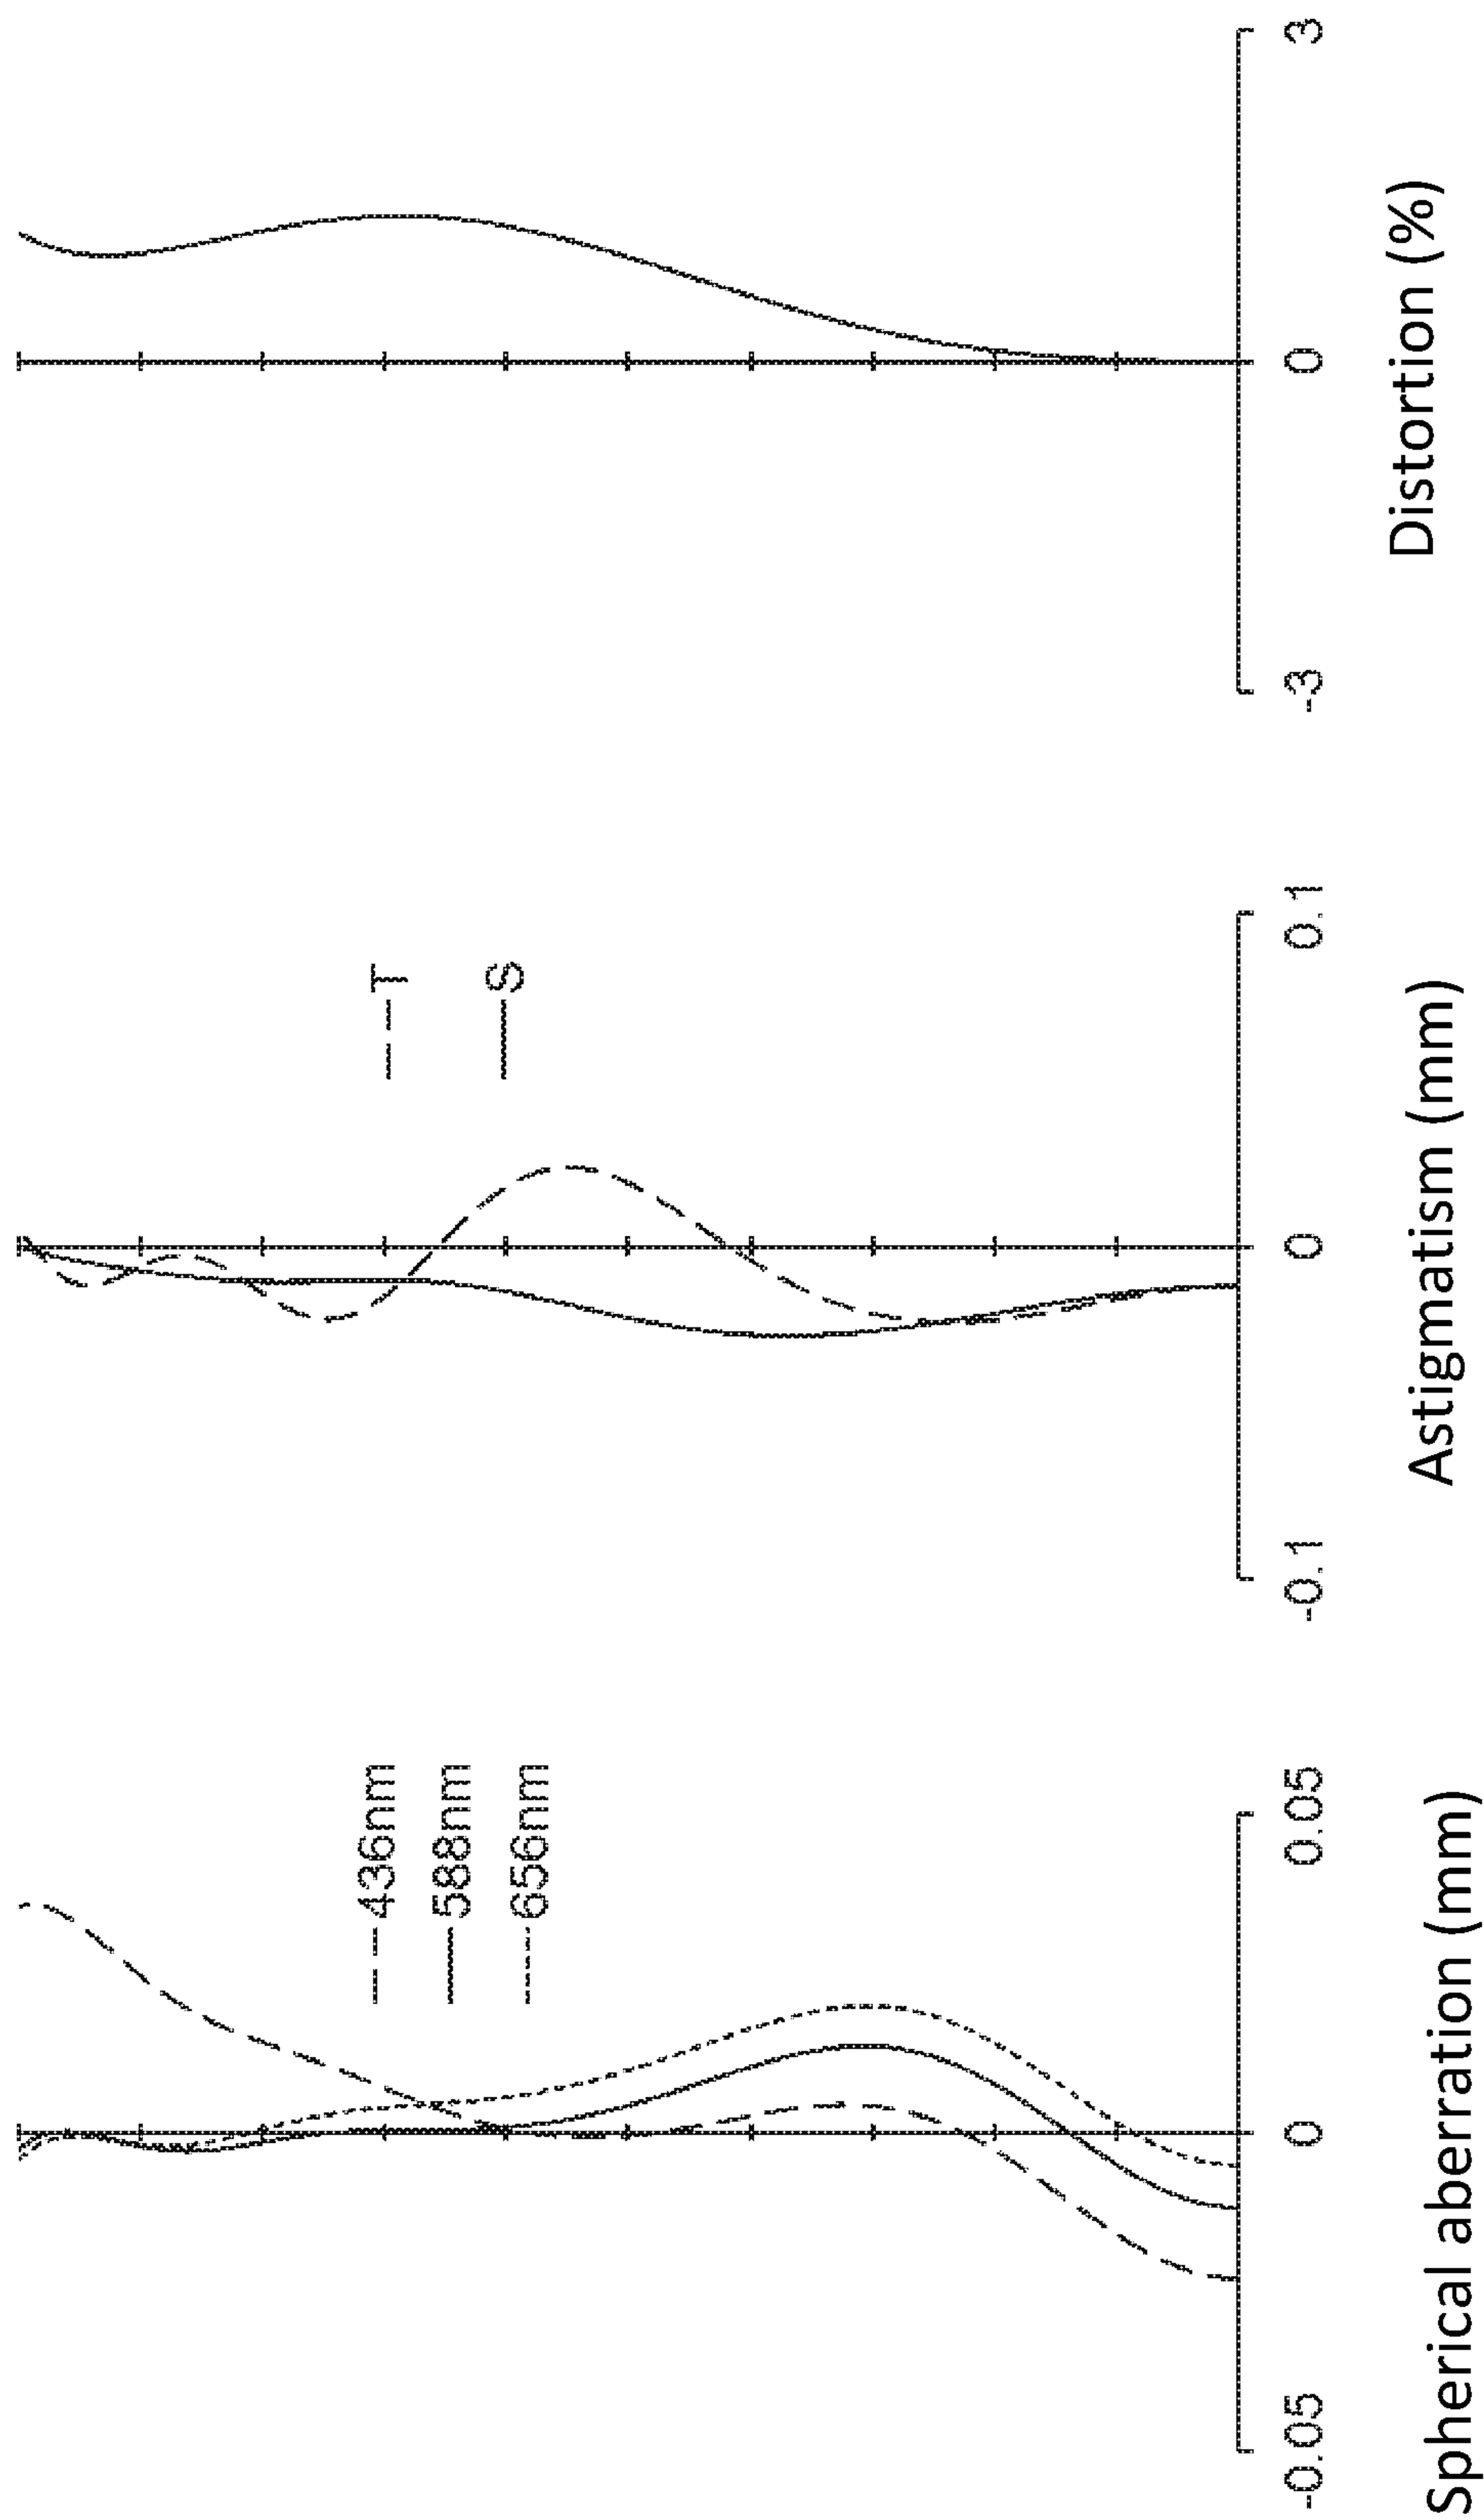 436nm
588nm
656nm
-0.05
0
0.05
Spherical aberration (mm)
T
S
-0.1
0
0.1
Astigmatism (mm)
-3
0
3
Distortion (%)